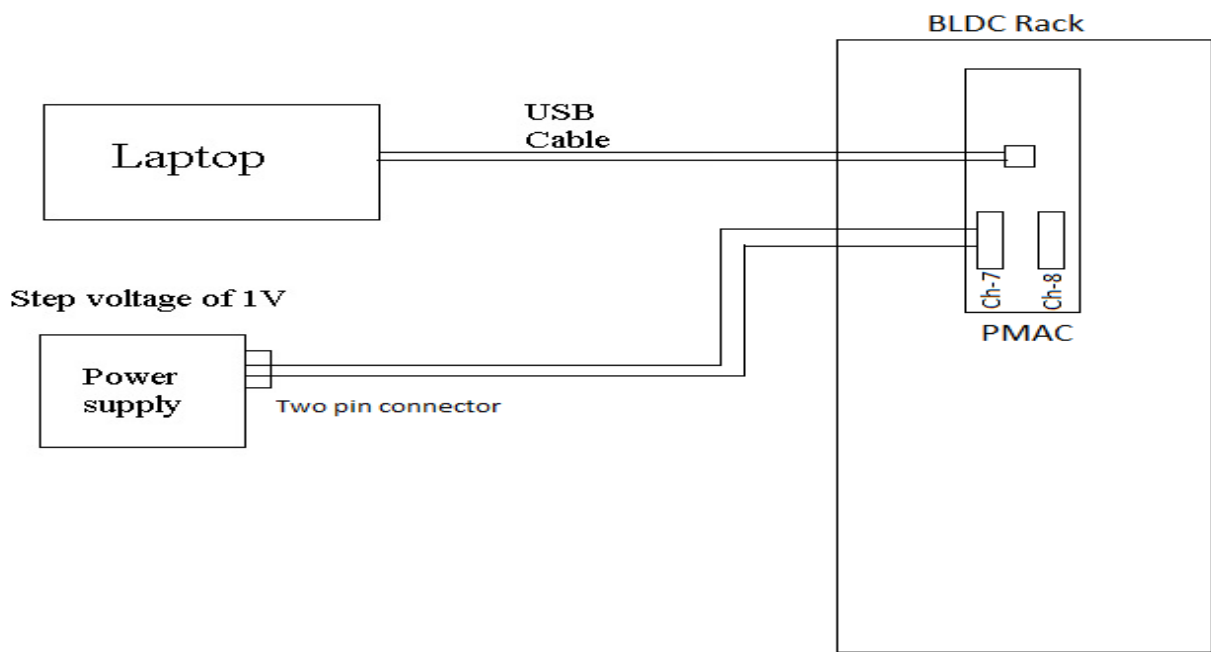 BLDC Rack
USB
Cable
Laptop
Step voltage of 1V
Ch-7
Ch-8
PMAC
Power
supply
Two pin connector